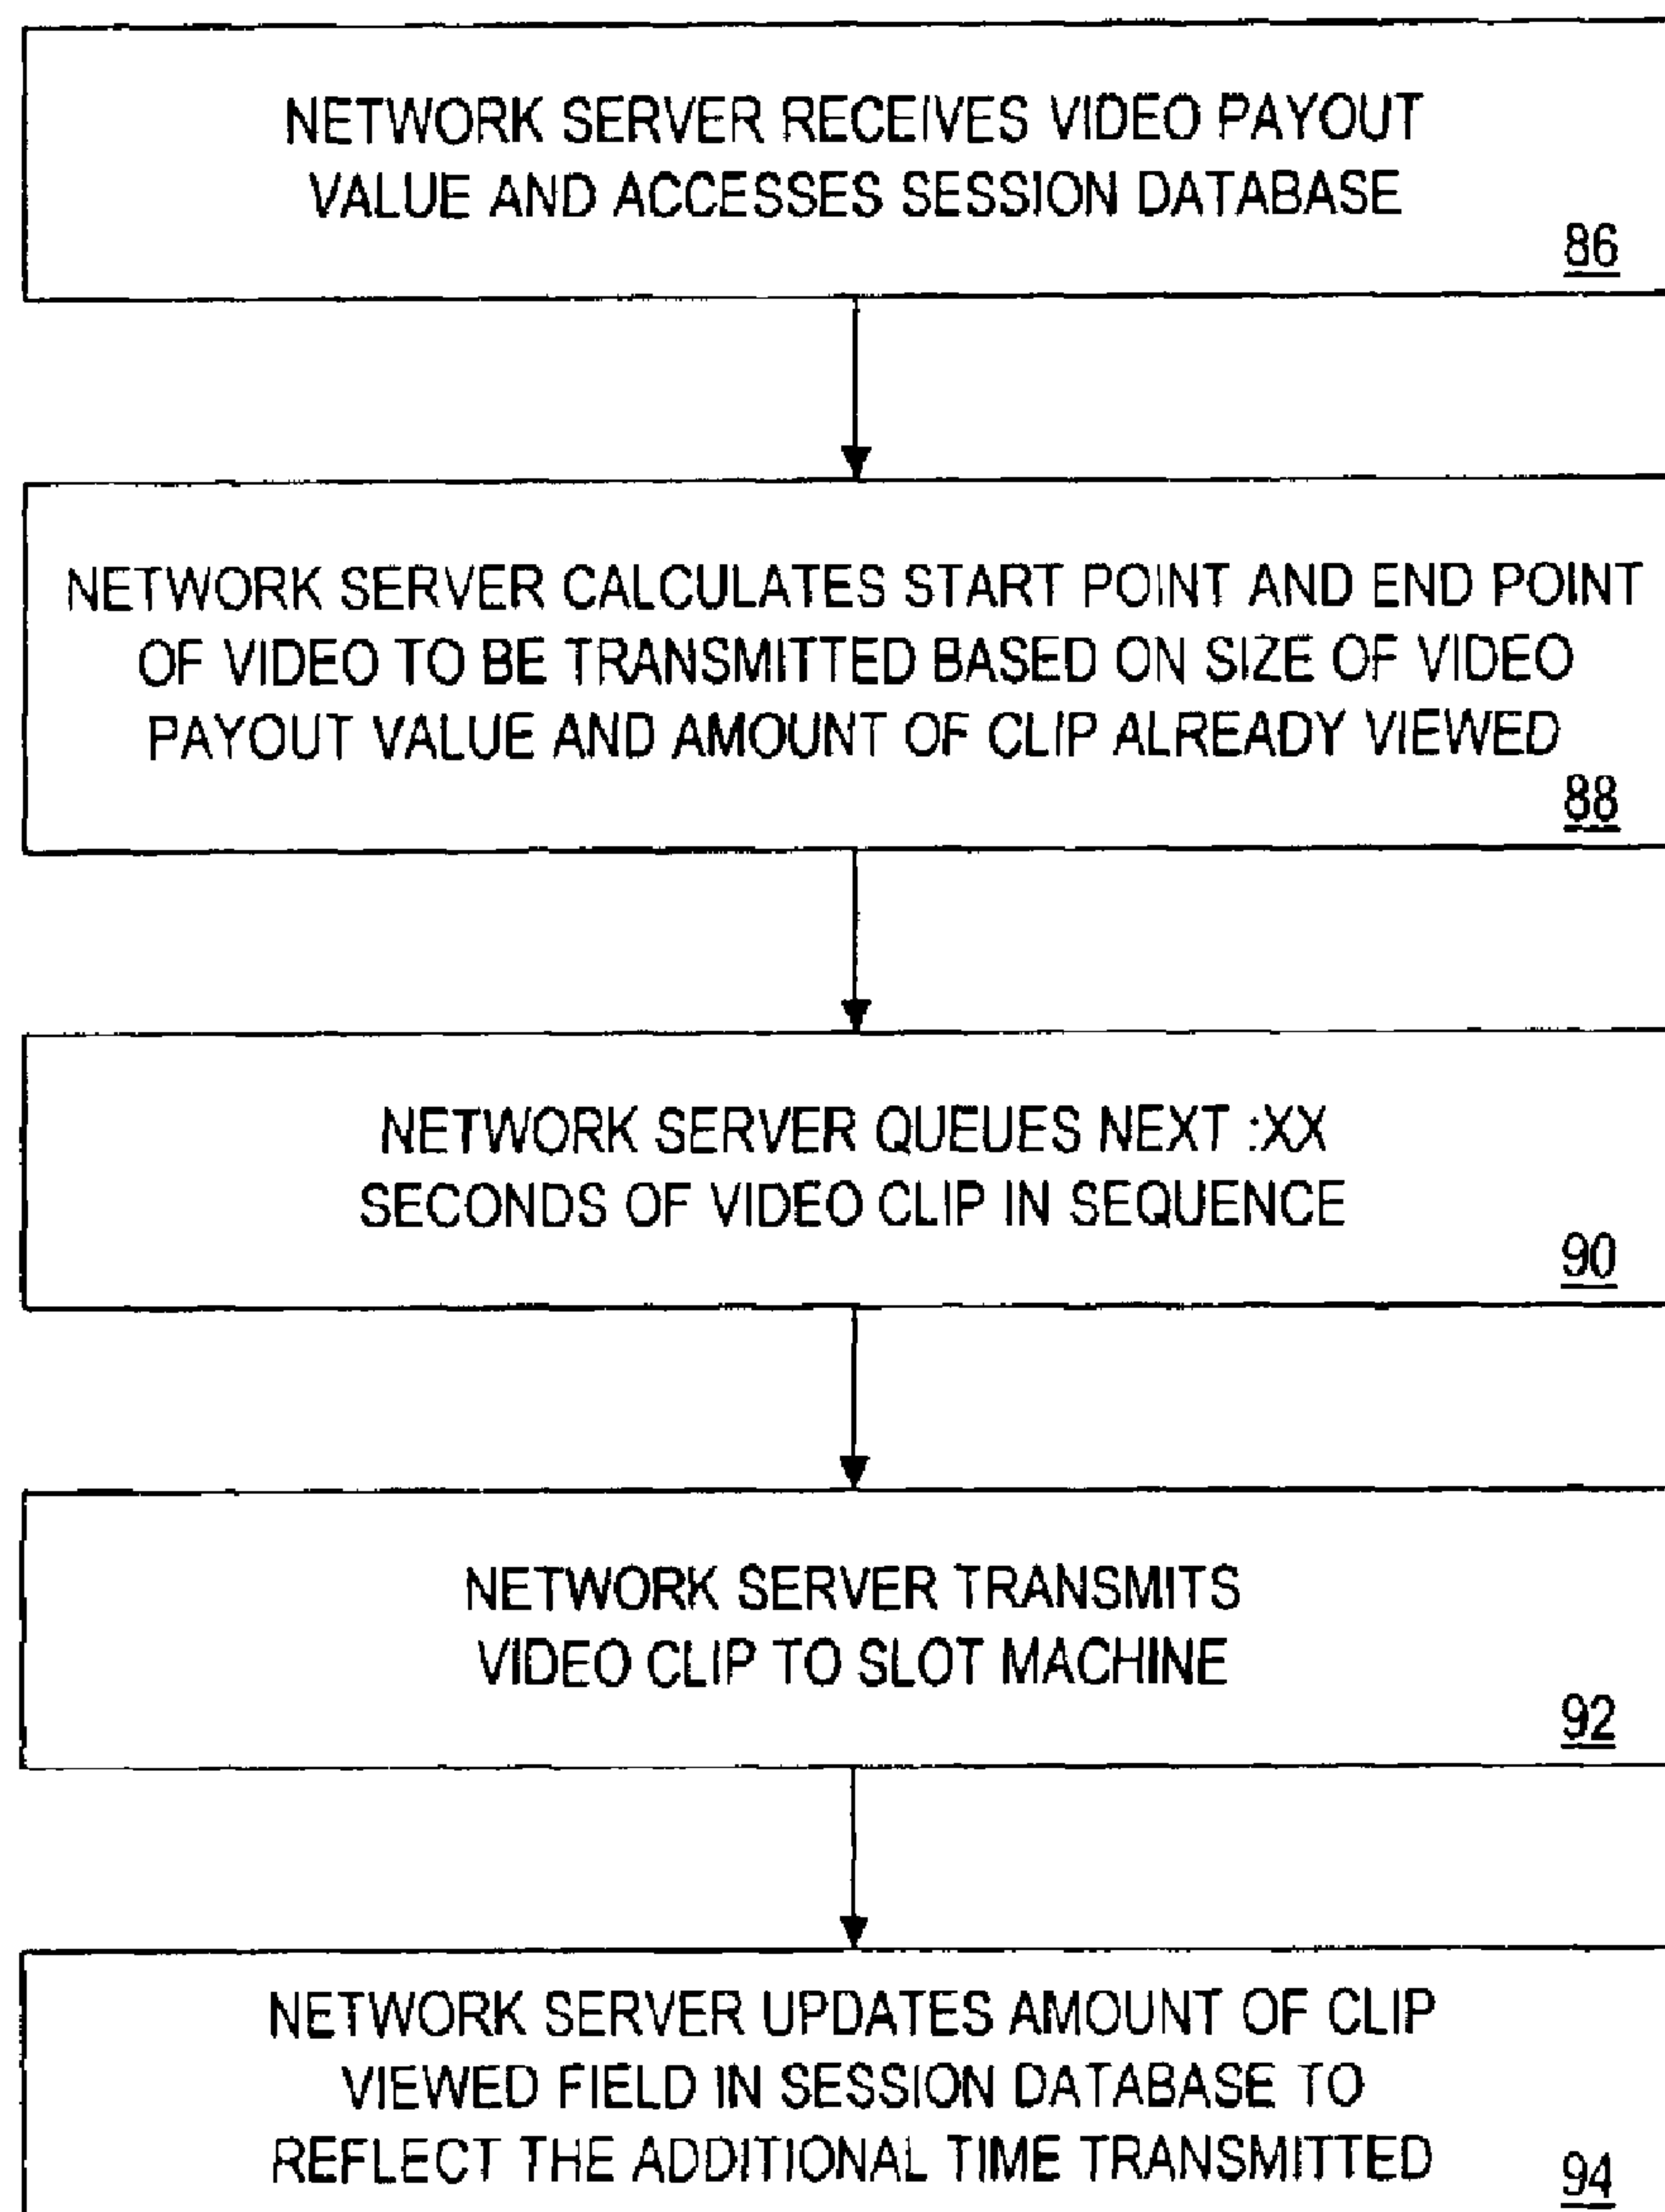 NETWORK SERVER RECEIVES VIDEO PAYOUT
VALUE AND ACCESSES SESSION DATABASE
86
NETWORK SERVER CALCULATES START POINT AND END POINT
OF VIDEO TO BE TRANSMITTED BASED ON SIZE OF VIDEO
PAYOUT VALUE AND AMOUNT OF CLIP ALREADY VIEWED
88
NETWORK SERVER QUEUES NEXT :XX
SECONDS OF VIDEO CLIP IN SEQUENCE
90
NETWORK SERVER TRANSMITS
VIDEO CLIP TO SLOT MACHINE
92
NETWORK SERVER UPDATES AMOUNT OF CLIP
VIEWED FIELD IN SESSION DATABASE TO
REFLECT THE ADDITIONAL TIME TRANSMITTED
94